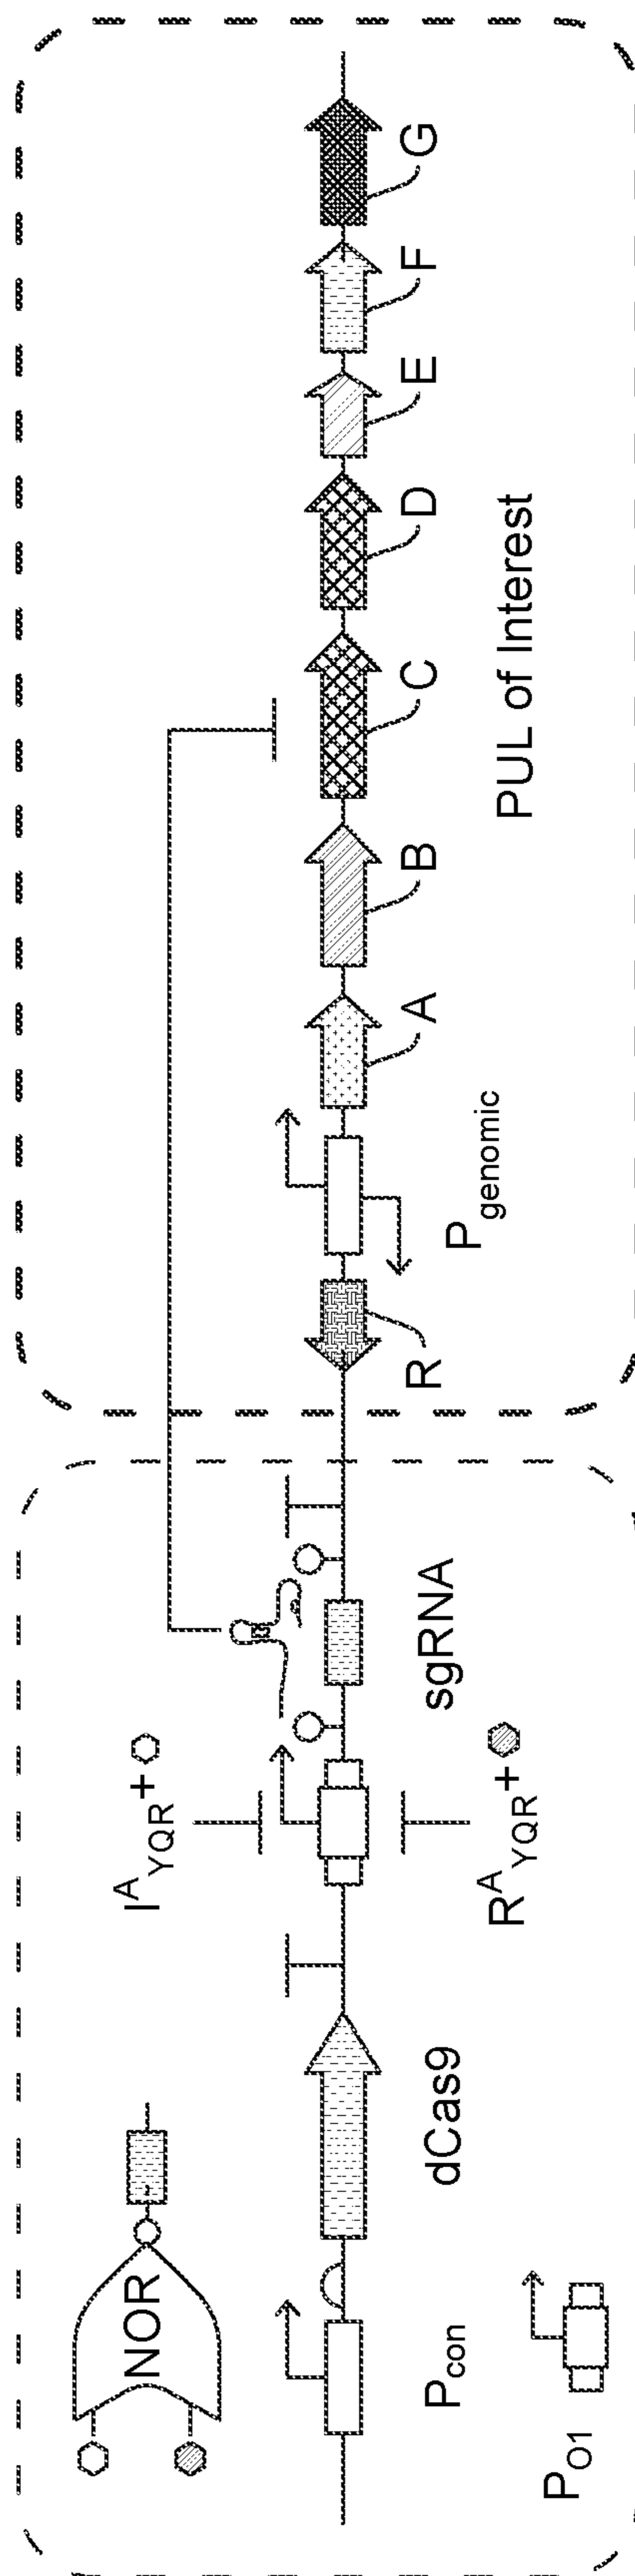 NOR
I^A_YQR +
P_con
dCas9
sgRNA
R^A_YQR +
P_O1
R
P_genomic
A
B
C
D
E
F
G
PUL of Interest